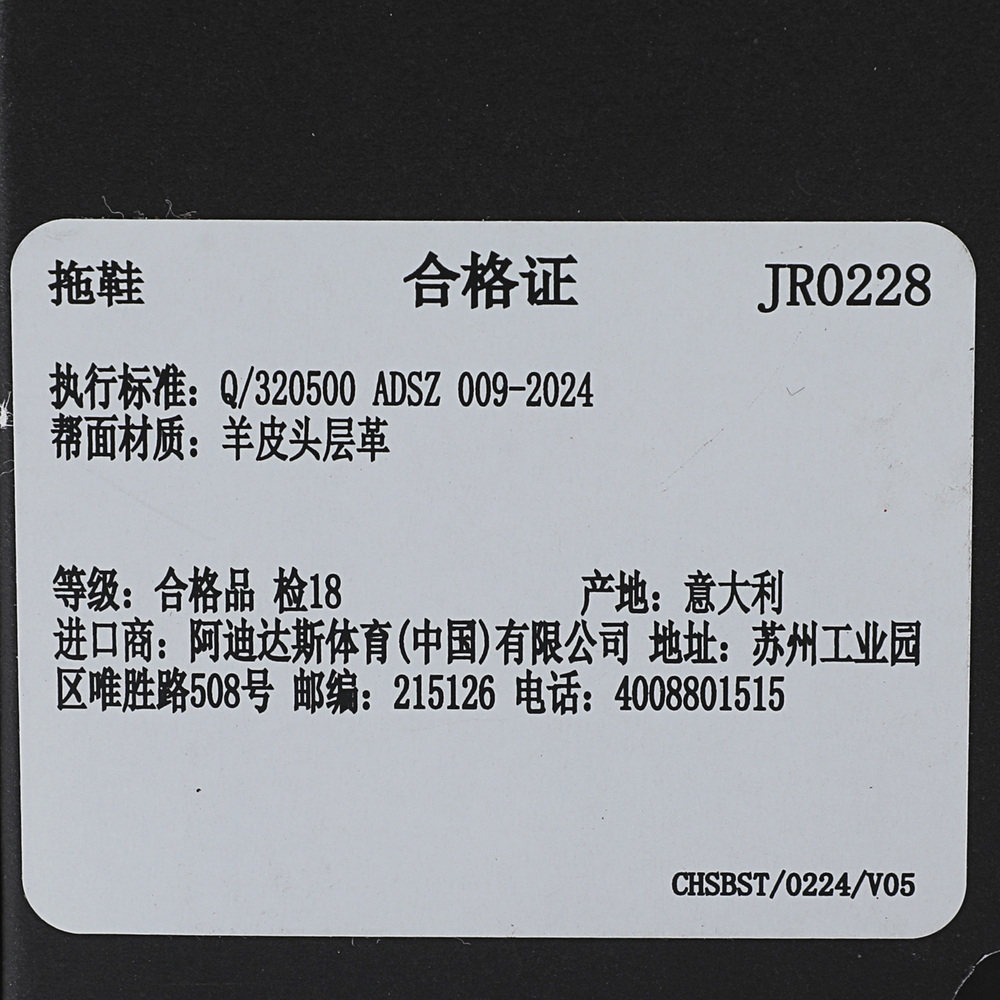 拖鞋 合格证 JR0228
执行标准：Q/320500 ADSZ 009-2024
帮面材质：羊皮头层革
等级：合格品 检18 产地：意大利
进口商：阿迪达斯体育(中国)有限公司 地址：苏州工业园
区唯胜路508号 邮编：215126 电话：4008801515
CHSBST/0224/V05